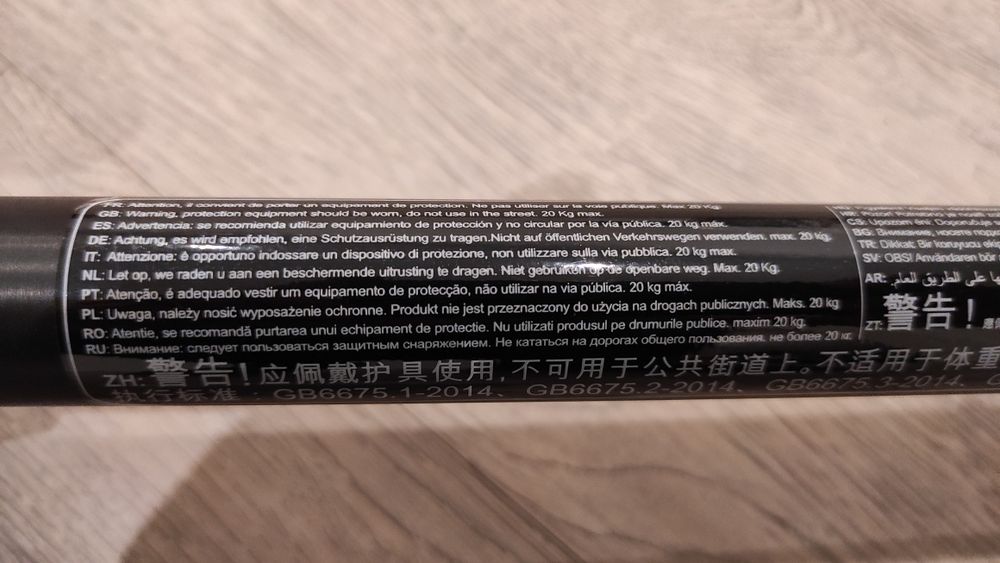 FR: Attention, il convient de porter un equipement de protection. Ne pas utiliser sur la voie publique. Max. 20 kg
GB: Warning, protection equipment should be worn, do not use in the street. 20 Kg max.
ES: Advertencia: se recomienda utilizar equipamiento de protección y no circular por la vía pública. 20 kg máx.
DE: Achtung, es wird empfohlen, eine Schutzausrüstung zu tragen.Nicht auf öffentlichen Verkehrswegen verwenden. max. 20 Kg.
IT: Attenzione: è opportuno indossare un dispositivo di protezione, non utilizzare sulla via pubblica. 20 kg max.
NL: Let op, we raden u aan een beschermende uitrusting te dragen. Niet gebruiken op de openbare weg. Max. 20 Kg.
PT: Atenção, é adequado vestir um equipamento de protecção, não utilizar na via pública. 20 kg máx.
PL: Uwaga, należy nosić wyposażenie ochronne. Produkt nie jest przeznaczony do użycia na drogach publicznych. Maks. 20 kg
RO: Atentie, se recomandă purtarea unui echipament de protectie. Nu utilizati produsul pe drumurile publice. maxim 20 kg.
RU: Внимание: следует пользоваться защитным снаряжением. Не кататься на дорогах общего пользования. не более 20 кг.
ZH: 警告! 应佩戴护具使用, 不可用于公共街道上。不适用于体重
执行标准: GB6675.1-2014、GB6675.2-2014、GB6675.3-2014、
CS:
BG: Внимание, носете
TR: Dikkat, Bir koruyucu
SV: OBS! Användaren bör
AR: على الطريق العام
ZT: 警告!